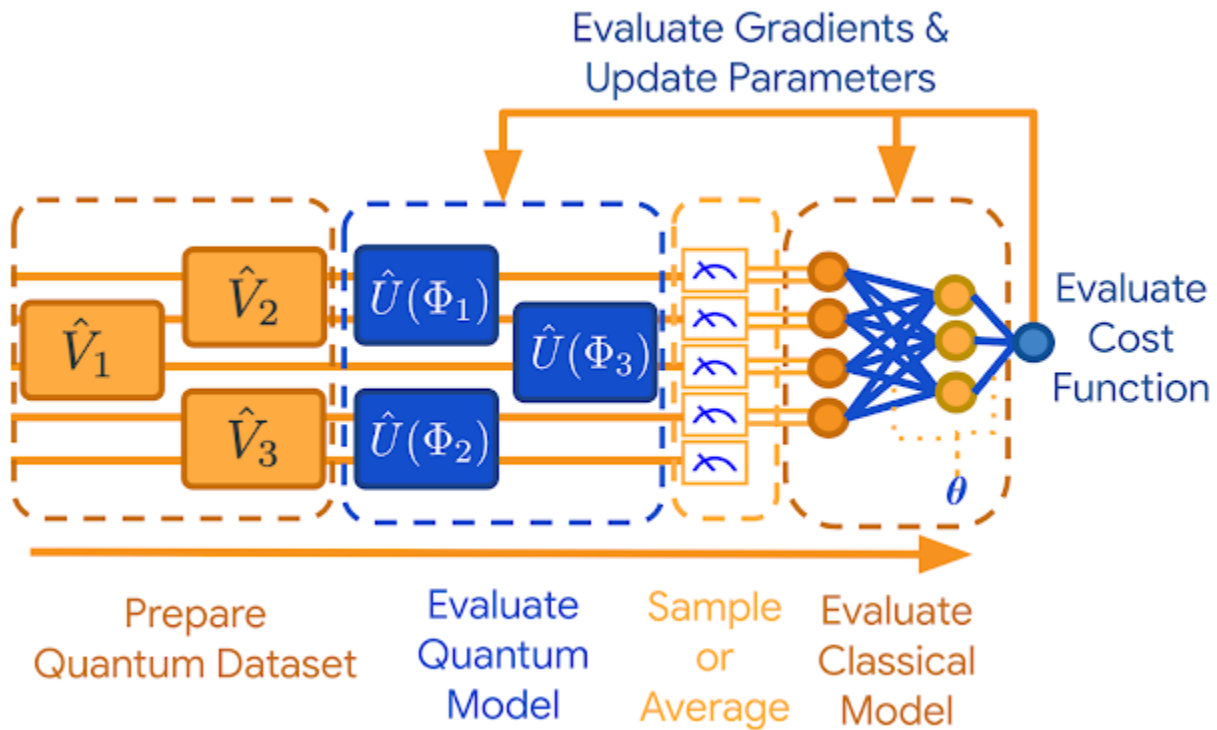 Evaluate Gradients &
Update Parameters
V̂₁
V̂₂
V̂₃
Û(Φ₁)
Û(Φ₂)
Û(Φ₃)
θ
Evaluate
Cost
Function
Prepare
Quantum Dataset
Evaluate
Quantum
Model
Sample
or
Average
Evaluate
Classical
Model